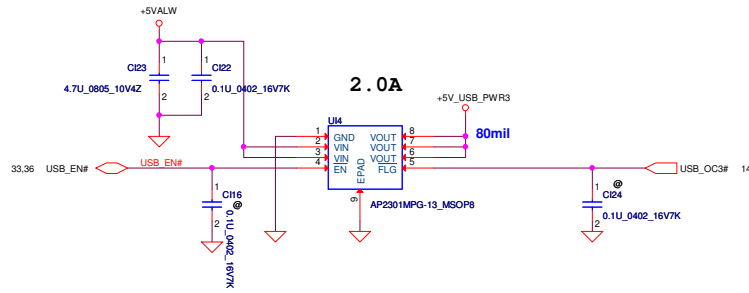 +5VALW
1
CI23
2
4.7U_0805_10V4Z
1
CI22
2
0.1U_0402_16V7K
2.0A
+5V_USB_PWR3
80mil
UI4
1 GND VOUT 8
2 VIN VOUT 7
3 VIN VOUT 6
4 EN FLG 5
EPAD
9
AP2301MPG-13_MSOP8
33,36 USB_EN# USB_EN#
1
CI16
@
2
0.1U_0402_16V7K
USB_OC3# 14
1
@
CI24
2
0.1U_0402_16V7K